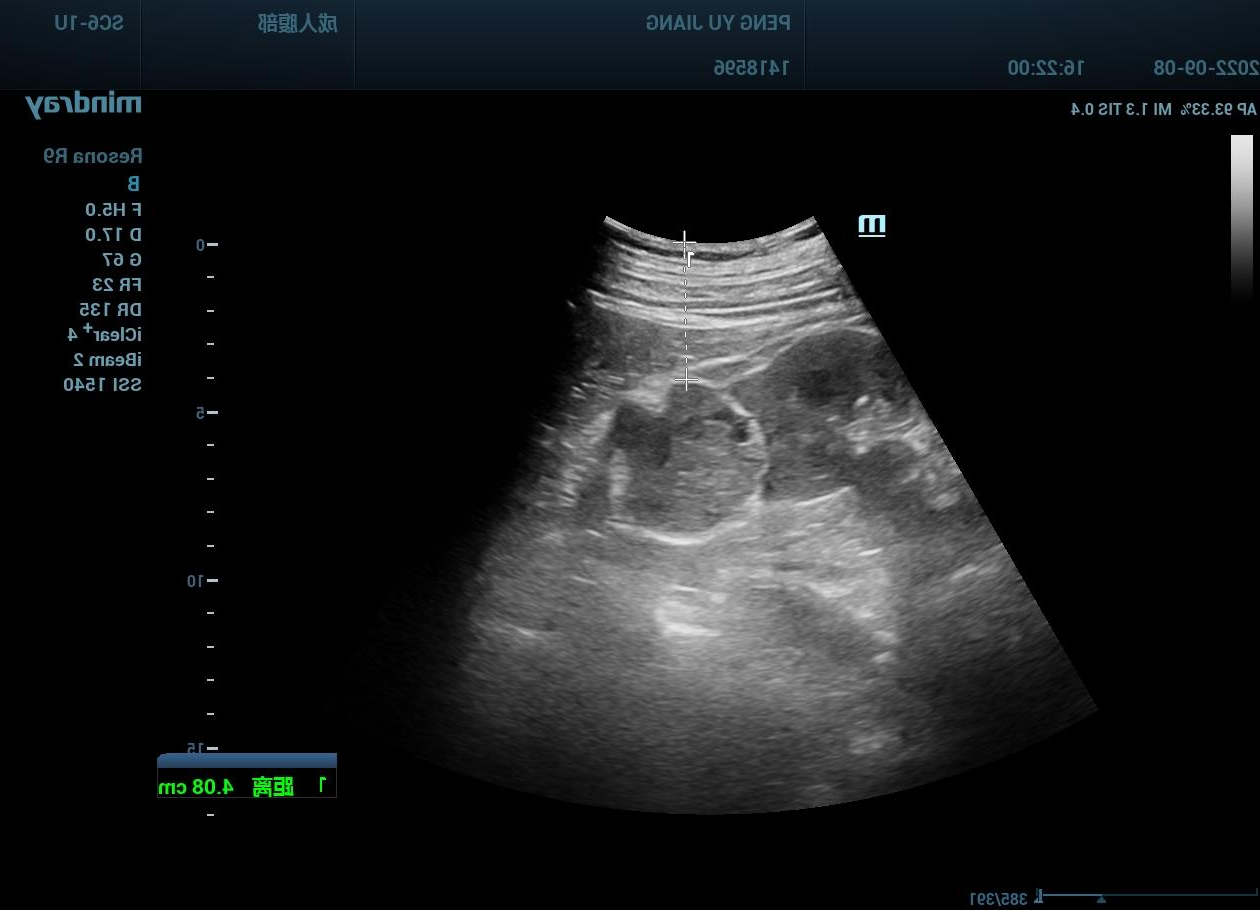 2022-09-08 16:22:00 PENG YU JIANG 1418596 成人腹部 SC6-1U
AP 93.33% MI 1.3 TIS 0.4
mindray
Resona R9
B
F H5.0
D 17.0
G 67
FR 23
DR 135
iClear+ 4
iBeam 2
SSI 1540
m
1
0
5
10
15
1 距离 4.08 cm
385/391